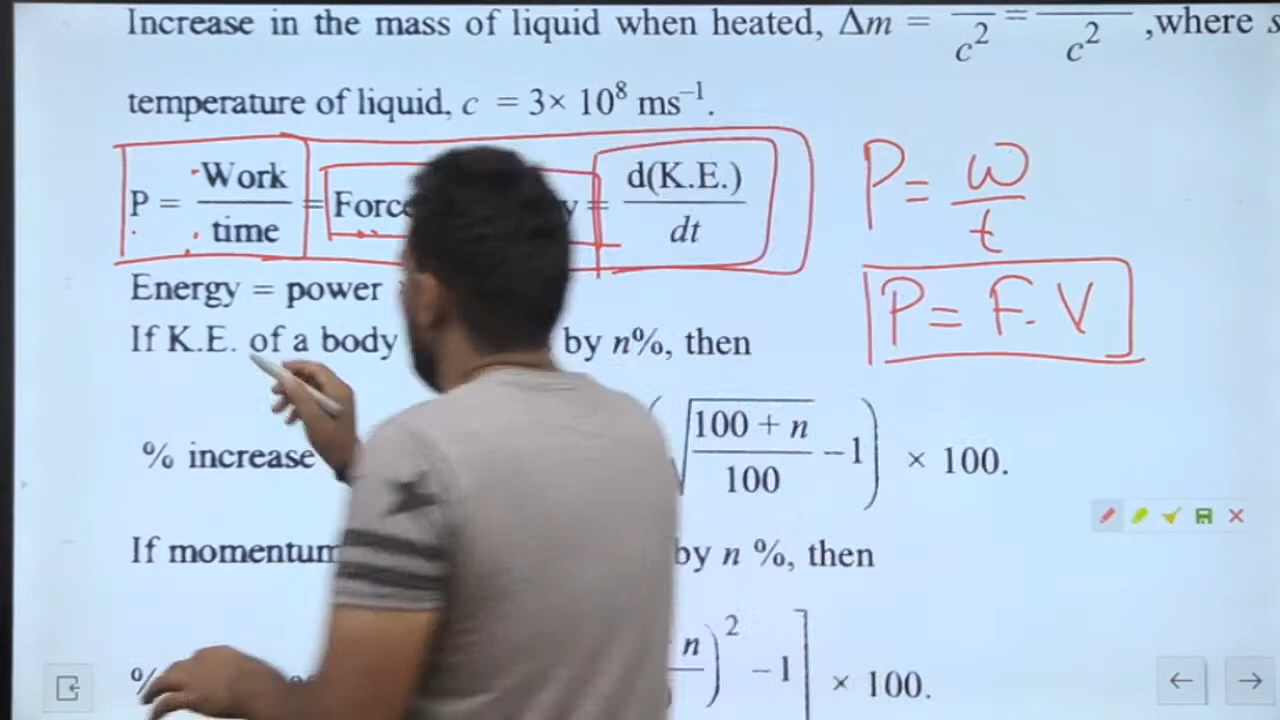 Increase in the mass of liquid when heated, Δm = / c² = / c² , where s
temperature of liquid, c = 3× 10⁸ ms⁻¹.
P = Work / time = Force = d(K.E.) / dt
P = w / t
Energy = power
P = F. V
If K.E. of a body by n%, then
% increase √(100 + n / 100) −1) × 100.
If momentum by n %, then
% n )² −1] × 100.